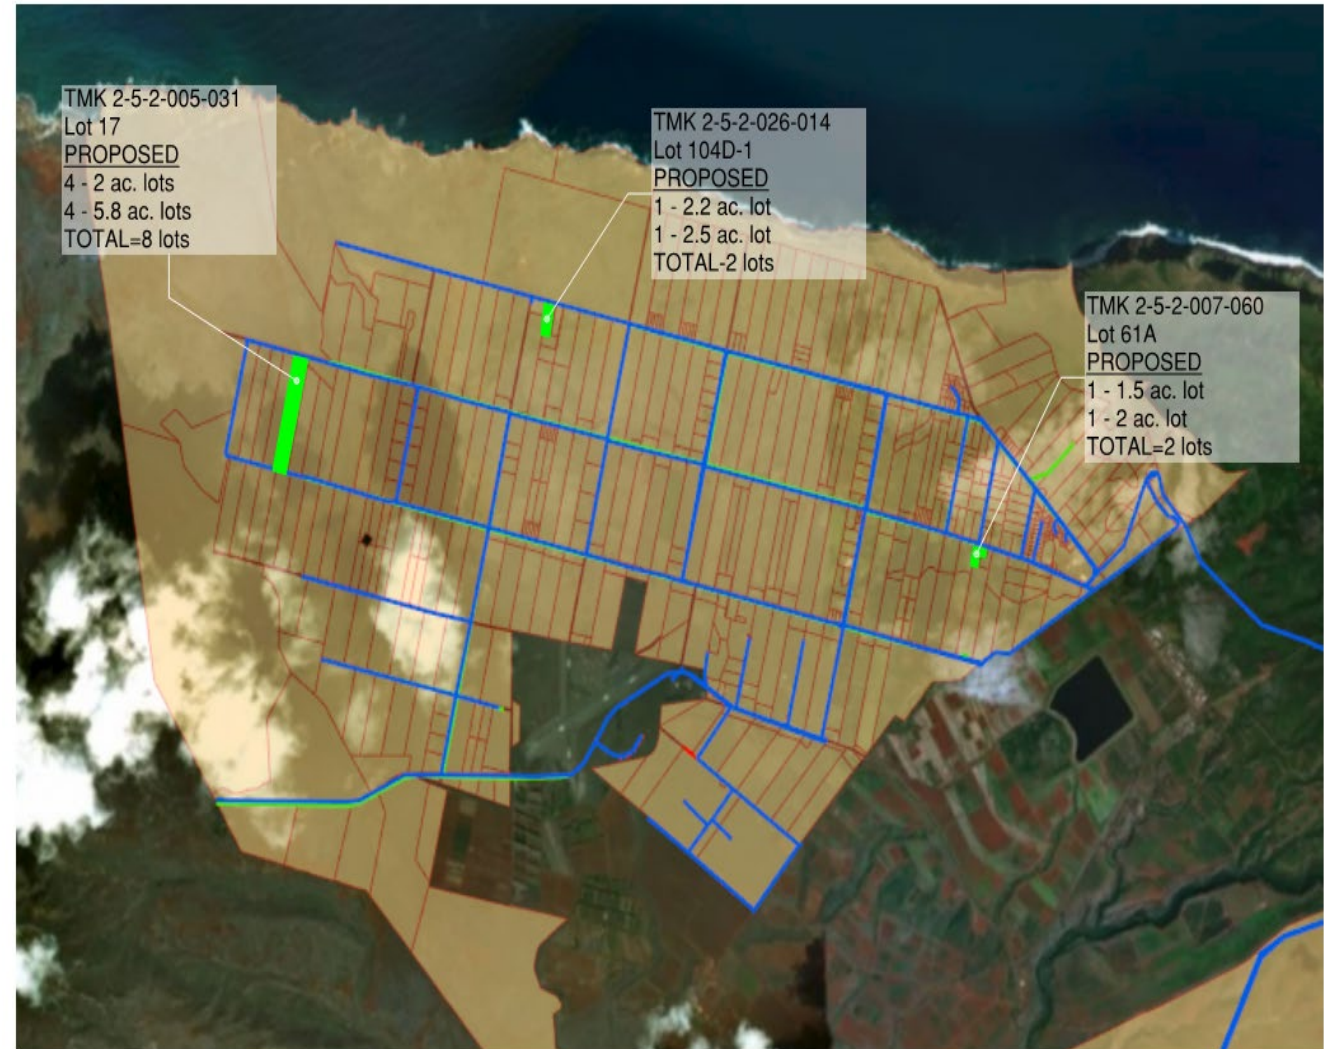 TMK 2-5-2-005-031
Lot 17
PROPOSED
4 - 2 ac. lots
4 - 5.8 ac. lots
TOTAL=8 lots
TMK 2-5-2-026-014
Lot 104D-1
PROPOSED
1 - 2.2 ac. lot
1 - 2.5 ac. lot
TOTAL-2 lots
TMK 2-5-2-007-060
Lot 61A
PROPOSED
1 - 1.5 ac. lot
1 - 2 ac. lot
TOTAL=2 lots